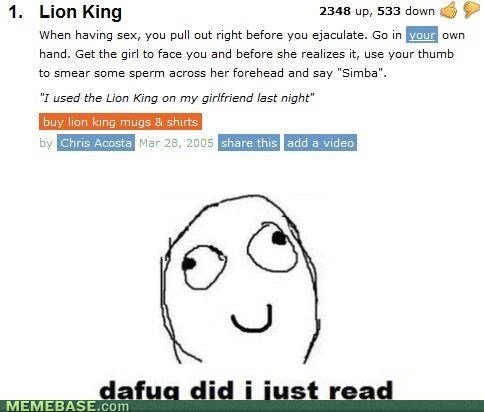 1. Lion King 2348 up, 533 down
When having sex, you pull out right before you ejaculate. Go in your own
hand. Get the girl to face you and before she realizes it, use your thumb
to smear some sperm across her forehead and say "Simba".
"I used the Lion King on my girlfriend last night"
buy lion king mugs & shirts
by Chris Acosta Mar 28, 2005 share this add a video
dafuq did i just read
MEMEBASE.com